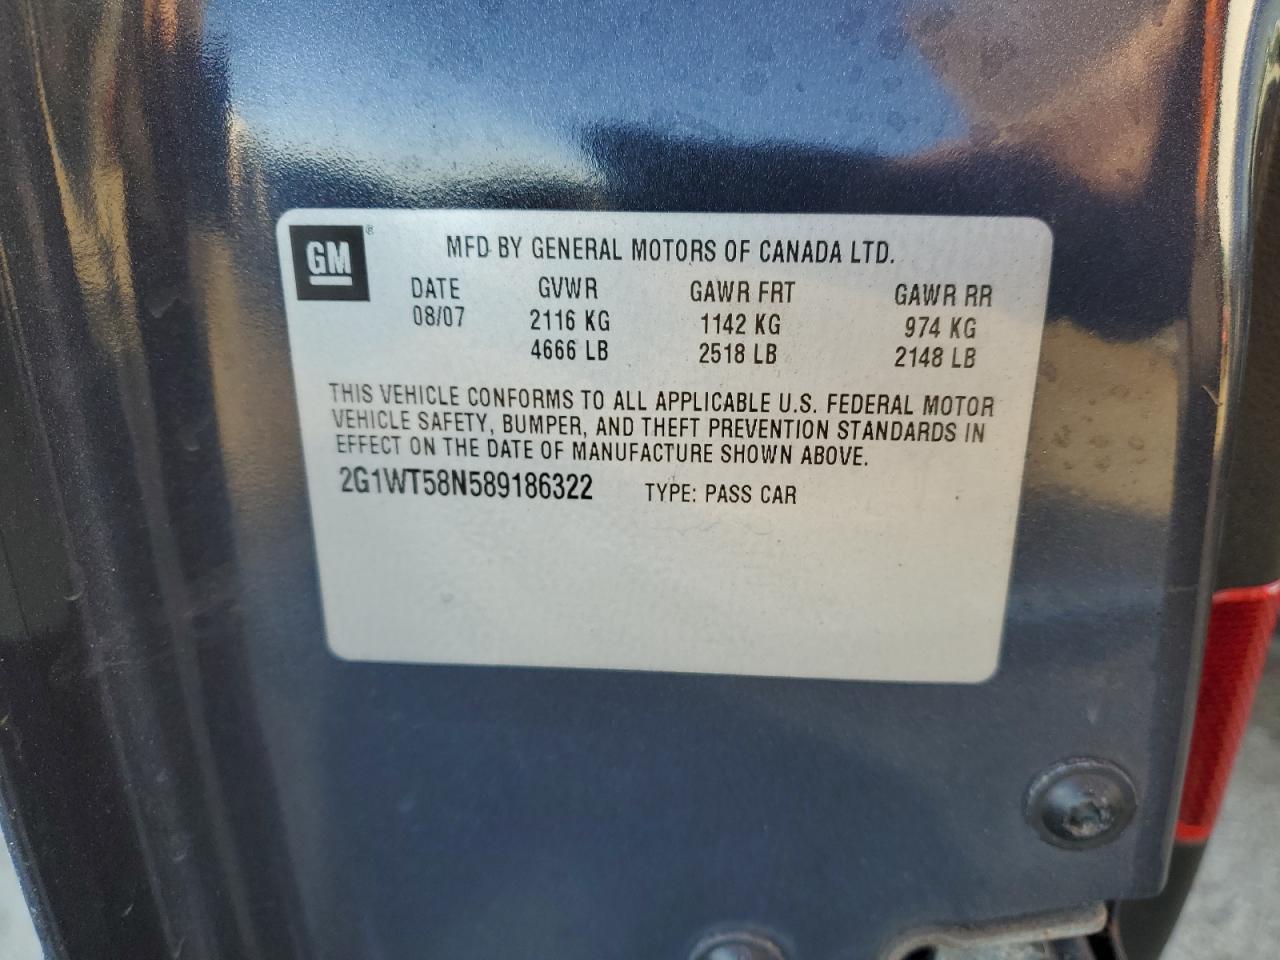 GM®
MFD BY GENERAL MOTORS OF CANADA LTD.
DATE GVWR GAWR FRT GAWR RR
08/07 2116 KG 1142 KG 974 KG
4666 LB 2518 LB 2148 LB
THIS VEHICLE CONFORMS TO ALL APPLICABLE U.S. FEDERAL MOTOR
VEHICLE SAFETY, BUMPER, AND THEFT PREVENTION STANDARDS IN
EFFECT ON THE DATE OF MANUFACTURE SHOWN ABOVE.
2G1WT58N589186322 TYPE: PASS CAR